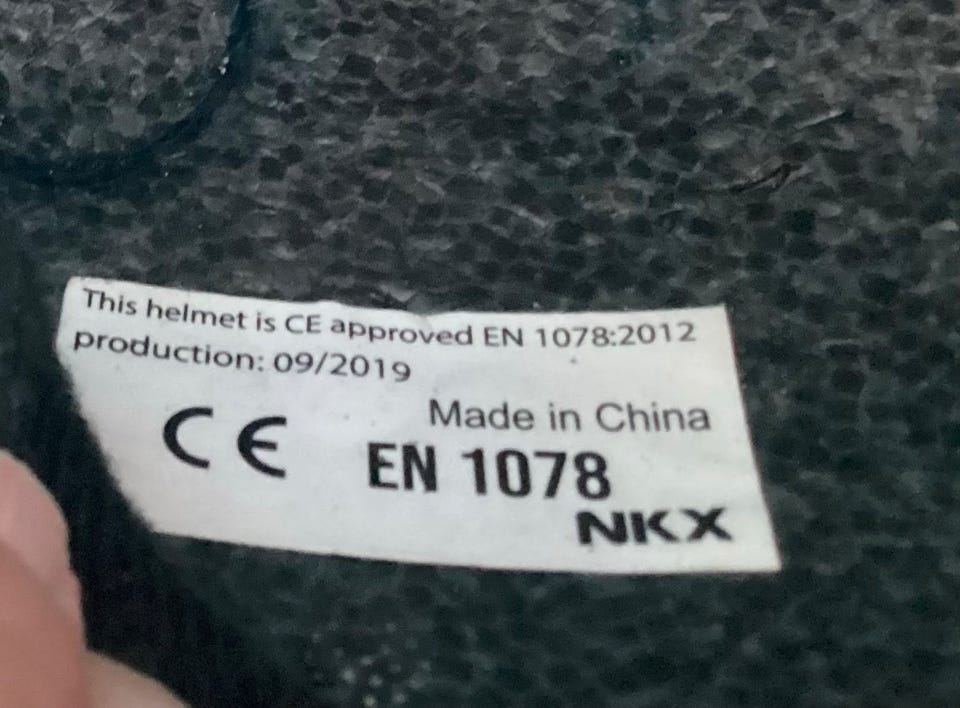 This helmet is CE approved EN 1078:2012
production: 09/2019
Made in China
CE EN 1078
NKX